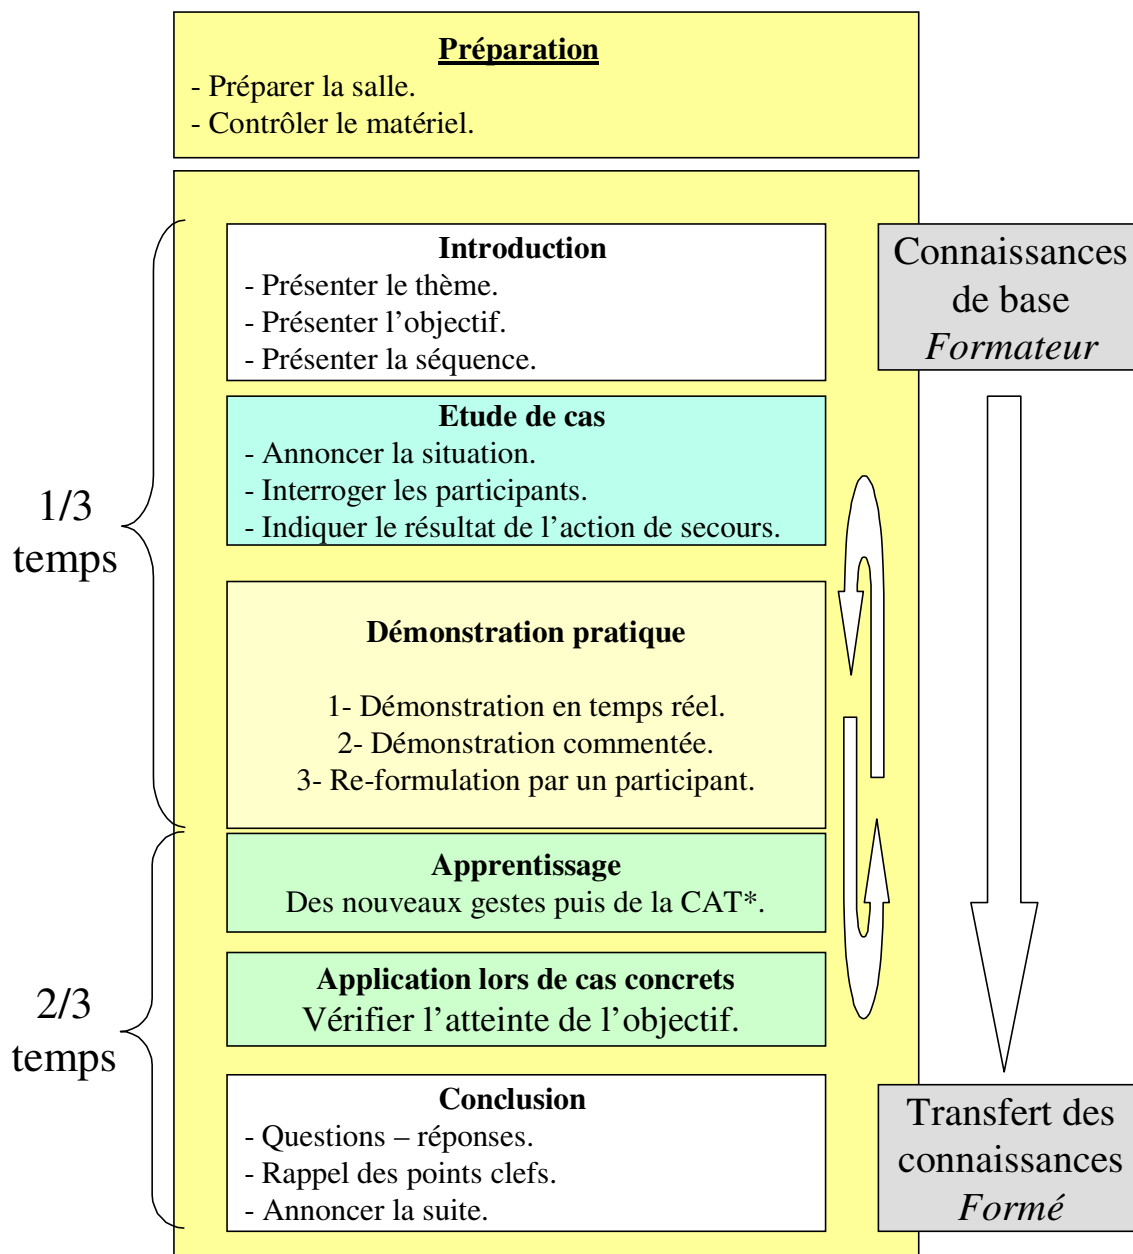 Préparation
- Préparer la salle.
- Contrôler le matériel.
Introduction
- Présenter le thème.
- Présenter l’objectif.
- Présenter la séquence.
Connaissances
de base
Formateur
Etude de cas
- Annoncer la situation.
- Interroger les participants.
- Indiquer le résultat de l’action de secours.
1/3
temps
Démonstration pratique
1- Démonstration en temps réel.
2- Démonstration commentée.
3- Re-formulation par un participant.
Apprentissage
Des nouveaux gestes puis de la CAT*.
Application lors de cas concrets
Vérifier l’atteinte de l’objectif.
2/3
temps
Conclusion
- Questions – réponses.
- Rappel des points clefs.
- Annoncer la suite.
Transfert des
connaissances
Formé